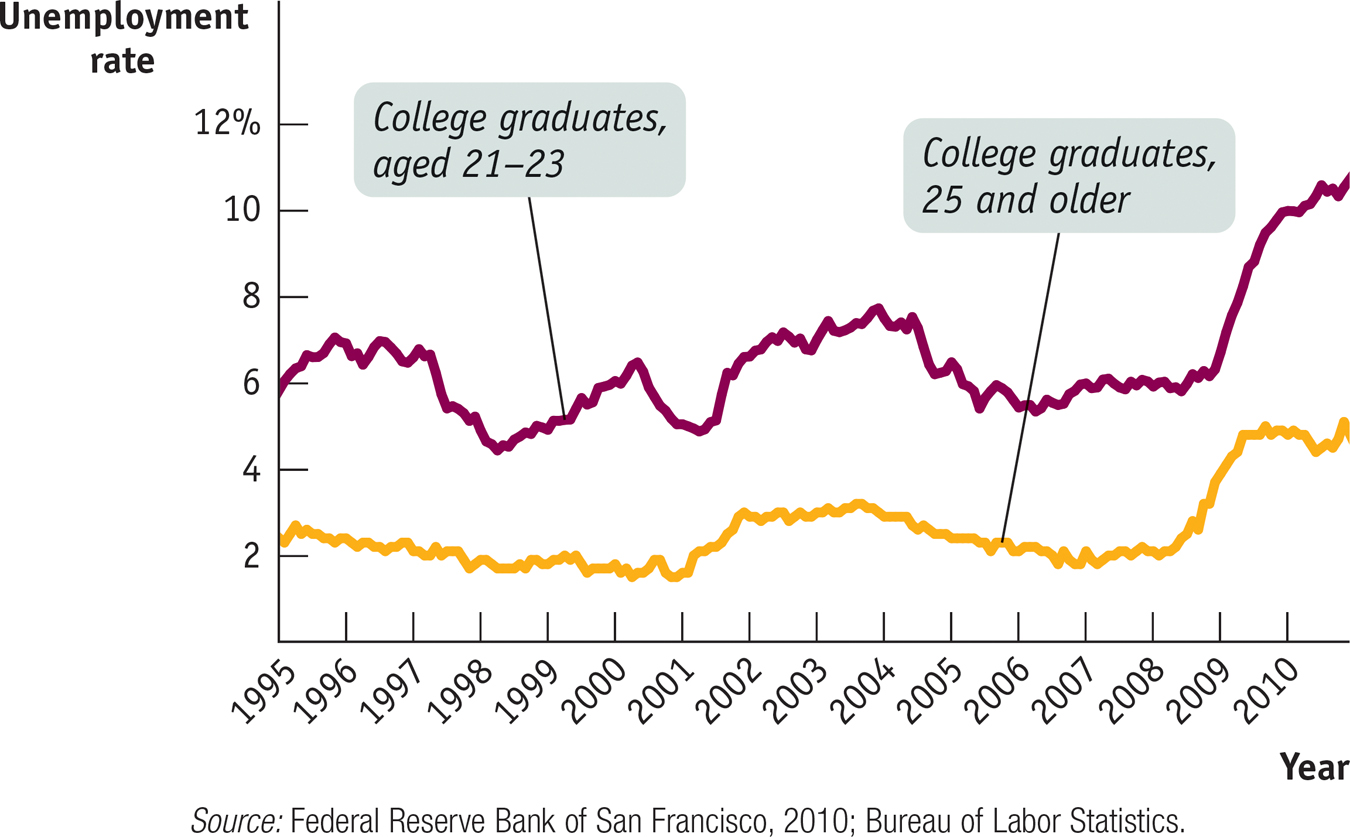 Unemployment
rate
12%
10
8
6
4
2
College graduates,
aged 21–23
College graduates,
25 and older
1995
1996
1997
1998
1999
2000
2001
2002
2003
2004
2005
2006
2007
2008
2009
2010
Year
Source: Federal Reserve Bank of San Francisco, 2010; Bureau of Labor Statistics.